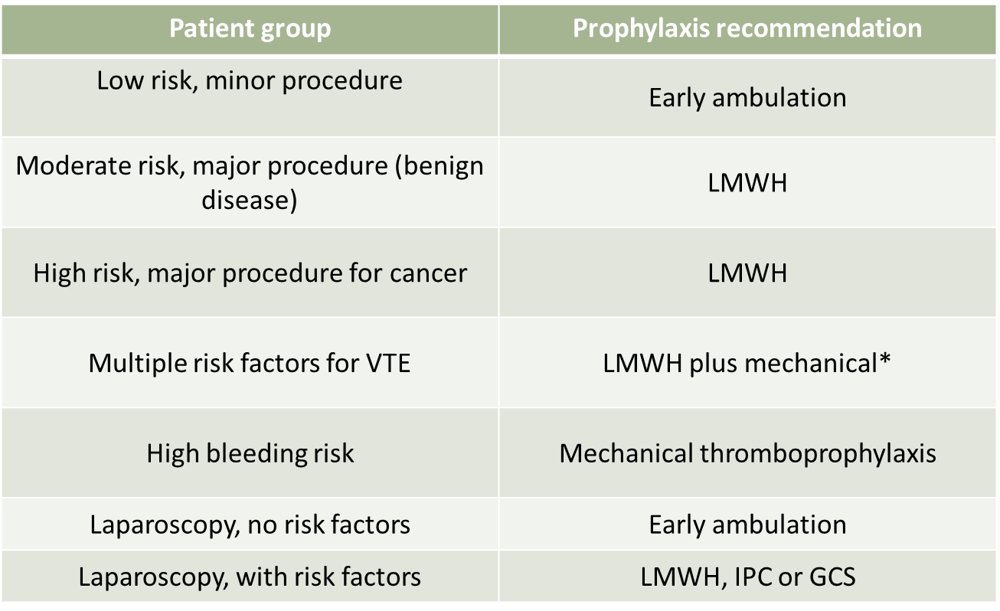 Patient group
Prophylaxis recommendation
Low risk, minor procedure
Early ambulation
Moderate risk, major procedure (benign
disease)
LMWH
High risk, major procedure for cancer
LMWH
Multiple risk factors for VTE
LMWH plus mechanical*
High bleeding risk
Mechanical thromboprophylaxis
Laparoscopy, no risk factors
Early ambulation
Laparoscopy, with risk factors
LMWH, IPC or GCS